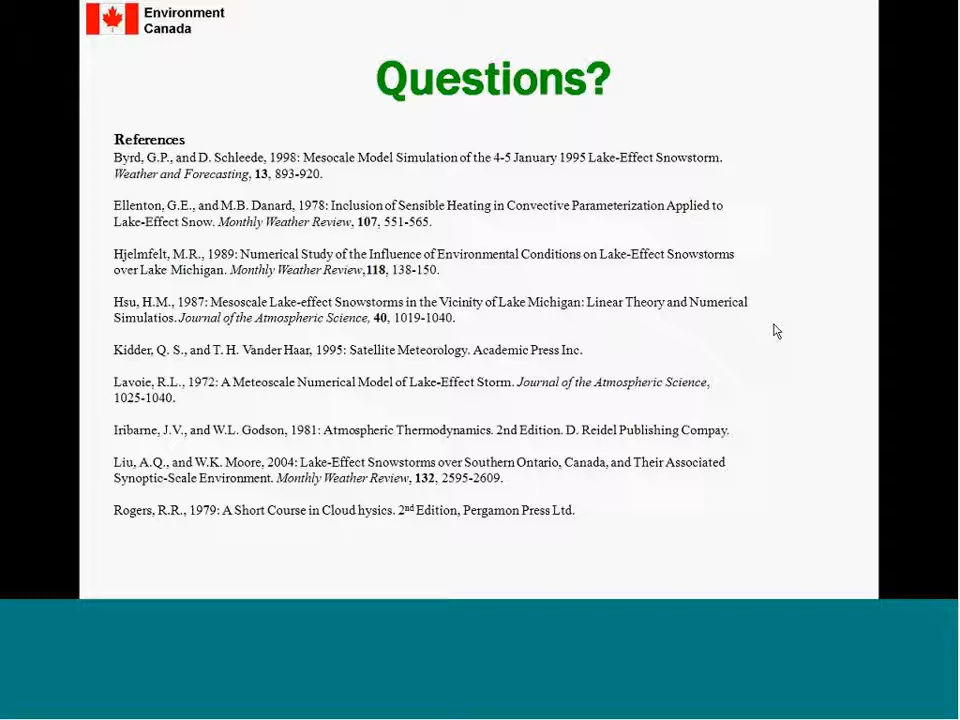 Environment
Canada
Questions?
References
Byrd, G.P., and D. Schleede, 1998: Mesocale Model Simulation of the 4-5 January 1995 Lake-Effect Snowstorm.
Weather and Forecasting, 13, 893-920.
Ellenton, G.E., and M.B. Danard, 1978: Inclusion of Sensible Heating in Convective Parameterization Applied to
Lake-Effect Snow. Monthly Weather Review, 107, 551-565.
Hjelmfelt, M.R., 1989: Numerical Study of the Influence of Environmental Conditions on Lake-Effect Snowstorms
over Lake Michigan. Monthly Weather Review,118, 138-150.
Hsu, H.M., 1987: Mesoscale Lake-effect Snowstorms in the Vicinity of Lake Michigan: Linear Theory and Numerical
Simulatios. Journal of the Atmospheric Science, 40, 1019-1040.
Kidder, Q. S., and T. H. Vander Haar, 1995: Satellite Meteorology. Academic Press Inc.
Lavoie, R.L., 1972: A Meteoscale Numerical Model of Lake-Effect Storm. Journal of the Atmospheric Science,
1025-1040.
Iribarne, J.V., and W.L. Godson, 1981: Atmospheric Thermodynamics. 2nd Edition. D. Reidel Publishing Compay.
Liu, A.Q., and W.K. Moore, 2004: Lake-Effect Snowstorms over Southern Ontario, Canada, and Their Associated
Synoptic-Scale Environment. Monthly Weather Review, 132, 2595-2609.
Rogers, R.R., 1979: A Short Course in Cloud hysics. 2nd Edition, Pergamon Press Ltd.